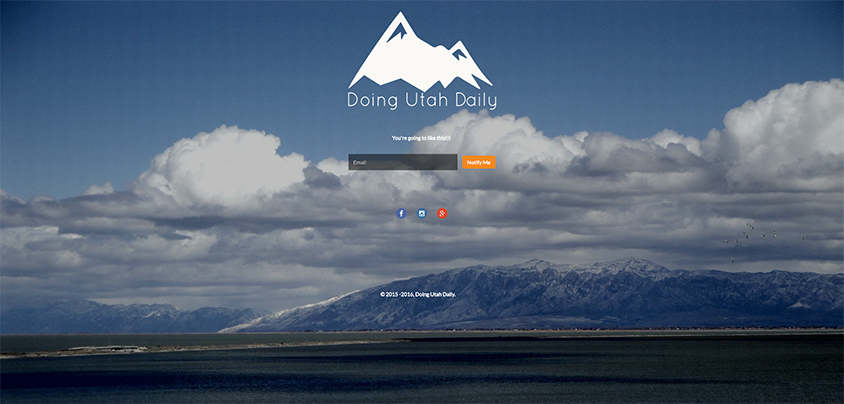 Doing Utah Daily
You're going to like this!!!
Email
Notify Me
© 2015 -2016, Doing Utah Daily.